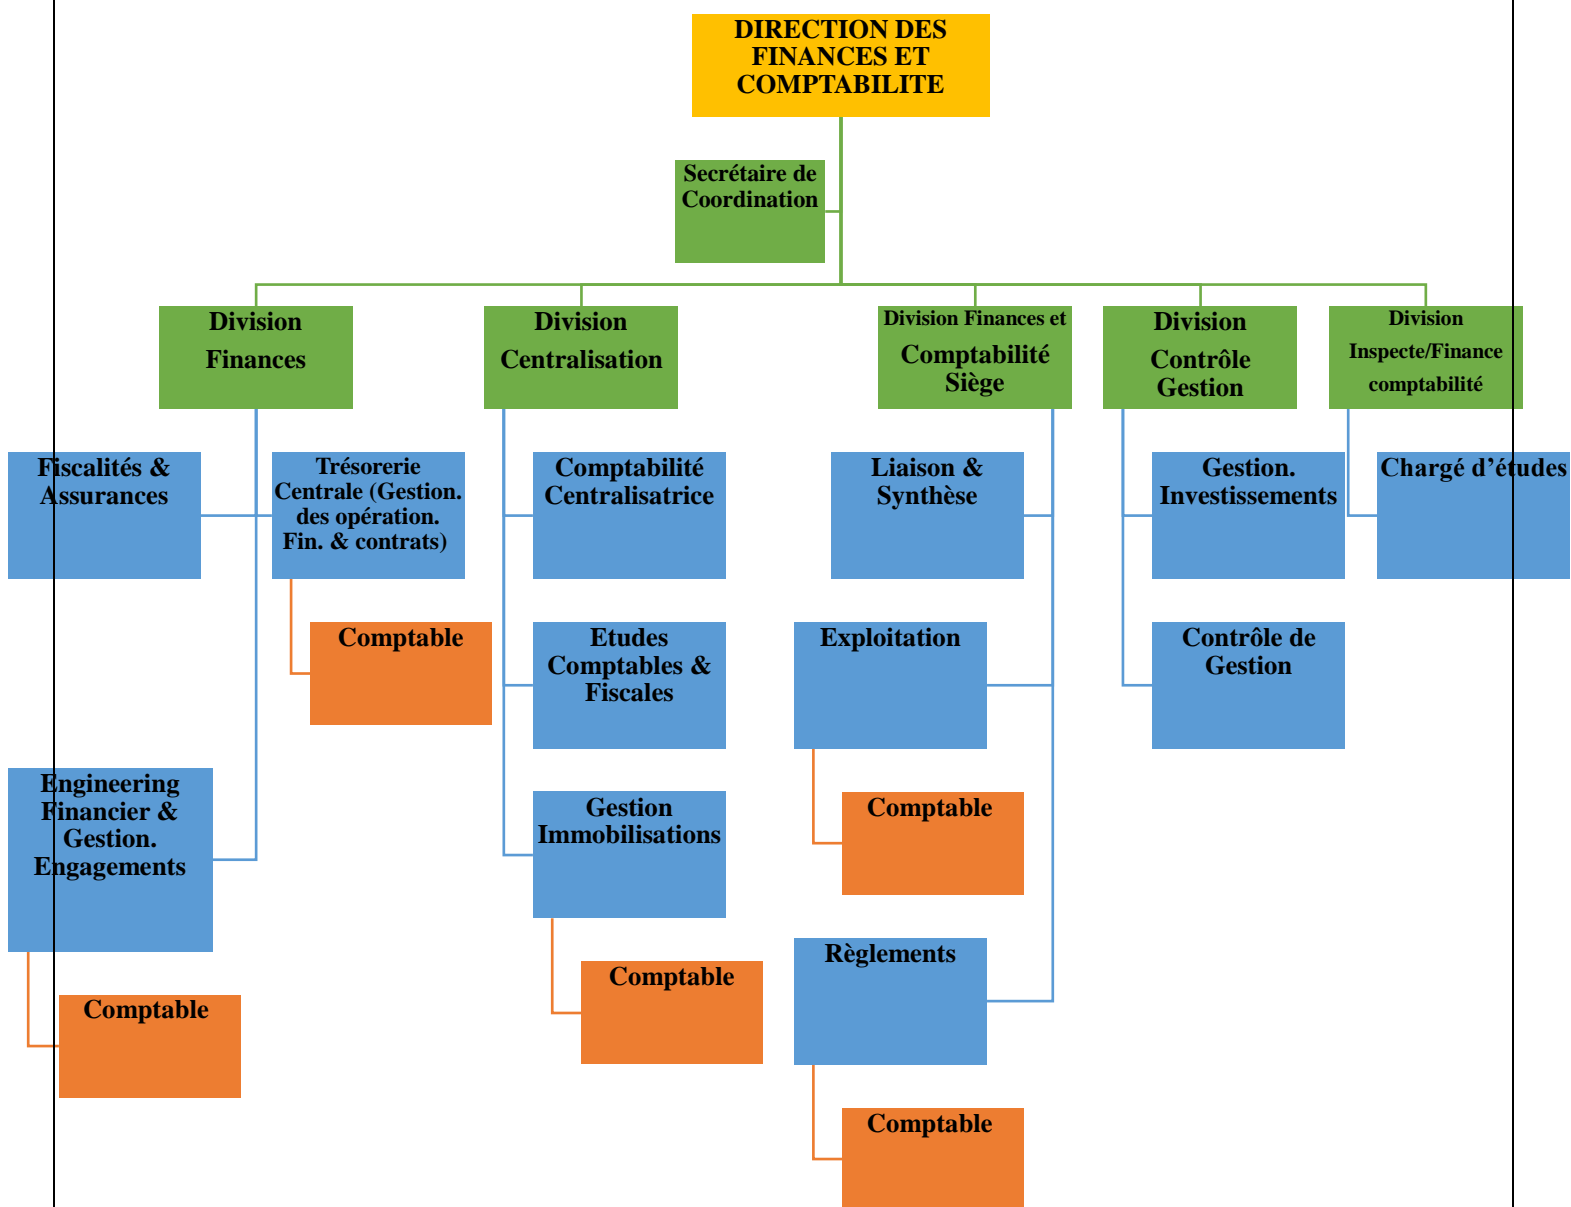 DIRECTION DES
FINANCES ET
COMPTABILITE
Secrétaire de
Coordination
Division
Finances
Division
Centralisation
Division Finances et
Comptabilité
Siège
Division
Contrôle
Gestion
Division
Inspecte/Finance
comptabilité
Fiscalités &
Assurances
Trésorerie
Centrale (Gestion.
des opération.
Fin. & contrats)
Comptabilité
Centralisatrice
Liaison &
Synthèse
Gestion.
Investissements
Chargé d’études
Comptable
Etudes
Comptables &
Fiscales
Exploitation
Contrôle de
Gestion
Engineering
Financier &
Gestion.
Engagements
Gestion
Immobilisations
Comptable
Règlements
Comptable
Comptable
Comptable